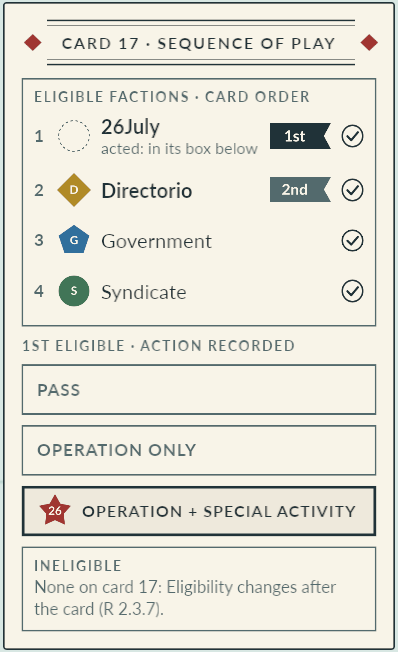 CARD 17 · SEQUENCE OF PLAY
ELIGIBLE FACTIONS · CARD ORDER
1 26July 1st
acted: in its box below
2 D Directorio 2nd
3 G Government
4 S Syndicate
1ST ELIGIBLE · ACTION RECORDED
PASS
OPERATION ONLY
26 OPERATION + SPECIAL ACTIVITY
INELIGIBLE
None on card 17: Eligibility changes after
the card (R 2.3.7).